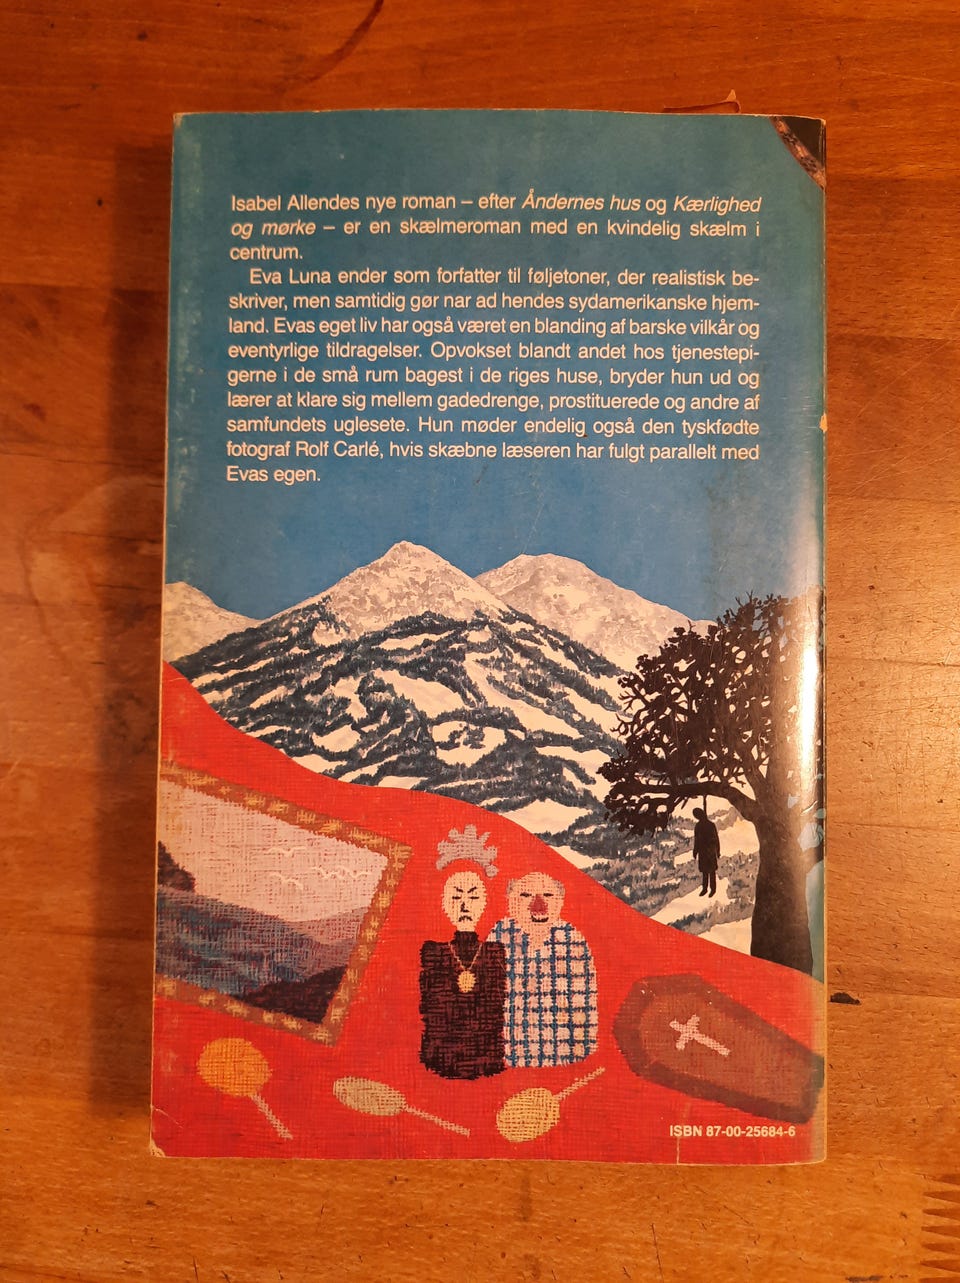 Isabel Allendes nye roman – efter Åndernes hus og Kærlighed
og mørke – er en skælmeroman med en kvindelig skælm i
centrum.
Eva Luna ender som forfatter til føljetoner, der realistisk be-
skriver, men samtidig gør nar ad hendes sydamerikanske hjem-
land. Evas eget liv har også været en blanding af barske vilkår og
eventyrlige tildragelser. Opvokset blandt andet hos tjenestepi-
gerne i de små rum bagest i de riges huse, bryder hun ud og
lærer at klare sig mellem gadedrenge, prostituerede og andre af
samfundets uglesete. Hun møder endelig også den tyskfødte
fotograf Rolf Carlé, hvis skæbne læseren har fulgt parallelt med
Evas egen.
ISBN 87-00-25684-6